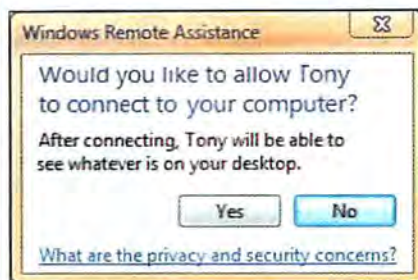 Windows Remote Assistance
Would you like to allow Tony
to connect to your computer?
After connecting, Tony will be able to
see whatever is on your desktop.
Yes No
What are the privacy and security concerns?